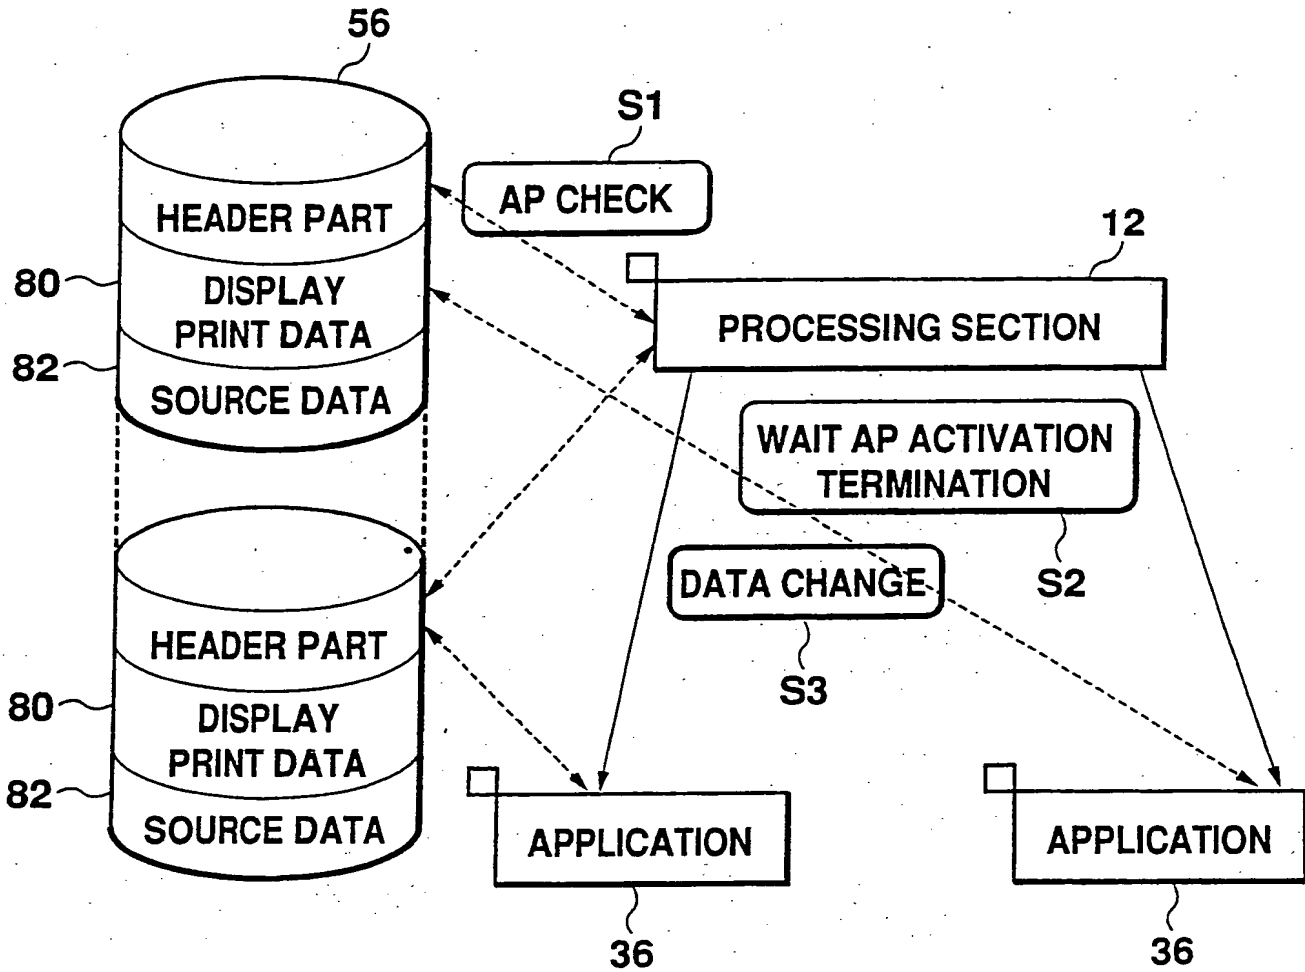 56
S1
AP CHECK
HEADER PART
12
80
DISPLAY
PRINT DATA
PROCESSING SECTION
82
SOURCE DATA
WAIT AP ACTIVATION
TERMINATION
S2
DATA CHANGE
S3
HEADER PART
80
DISPLAY
PRINT DATA
82
SOURCE DATA
APPLICATION
APPLICATION
36
36